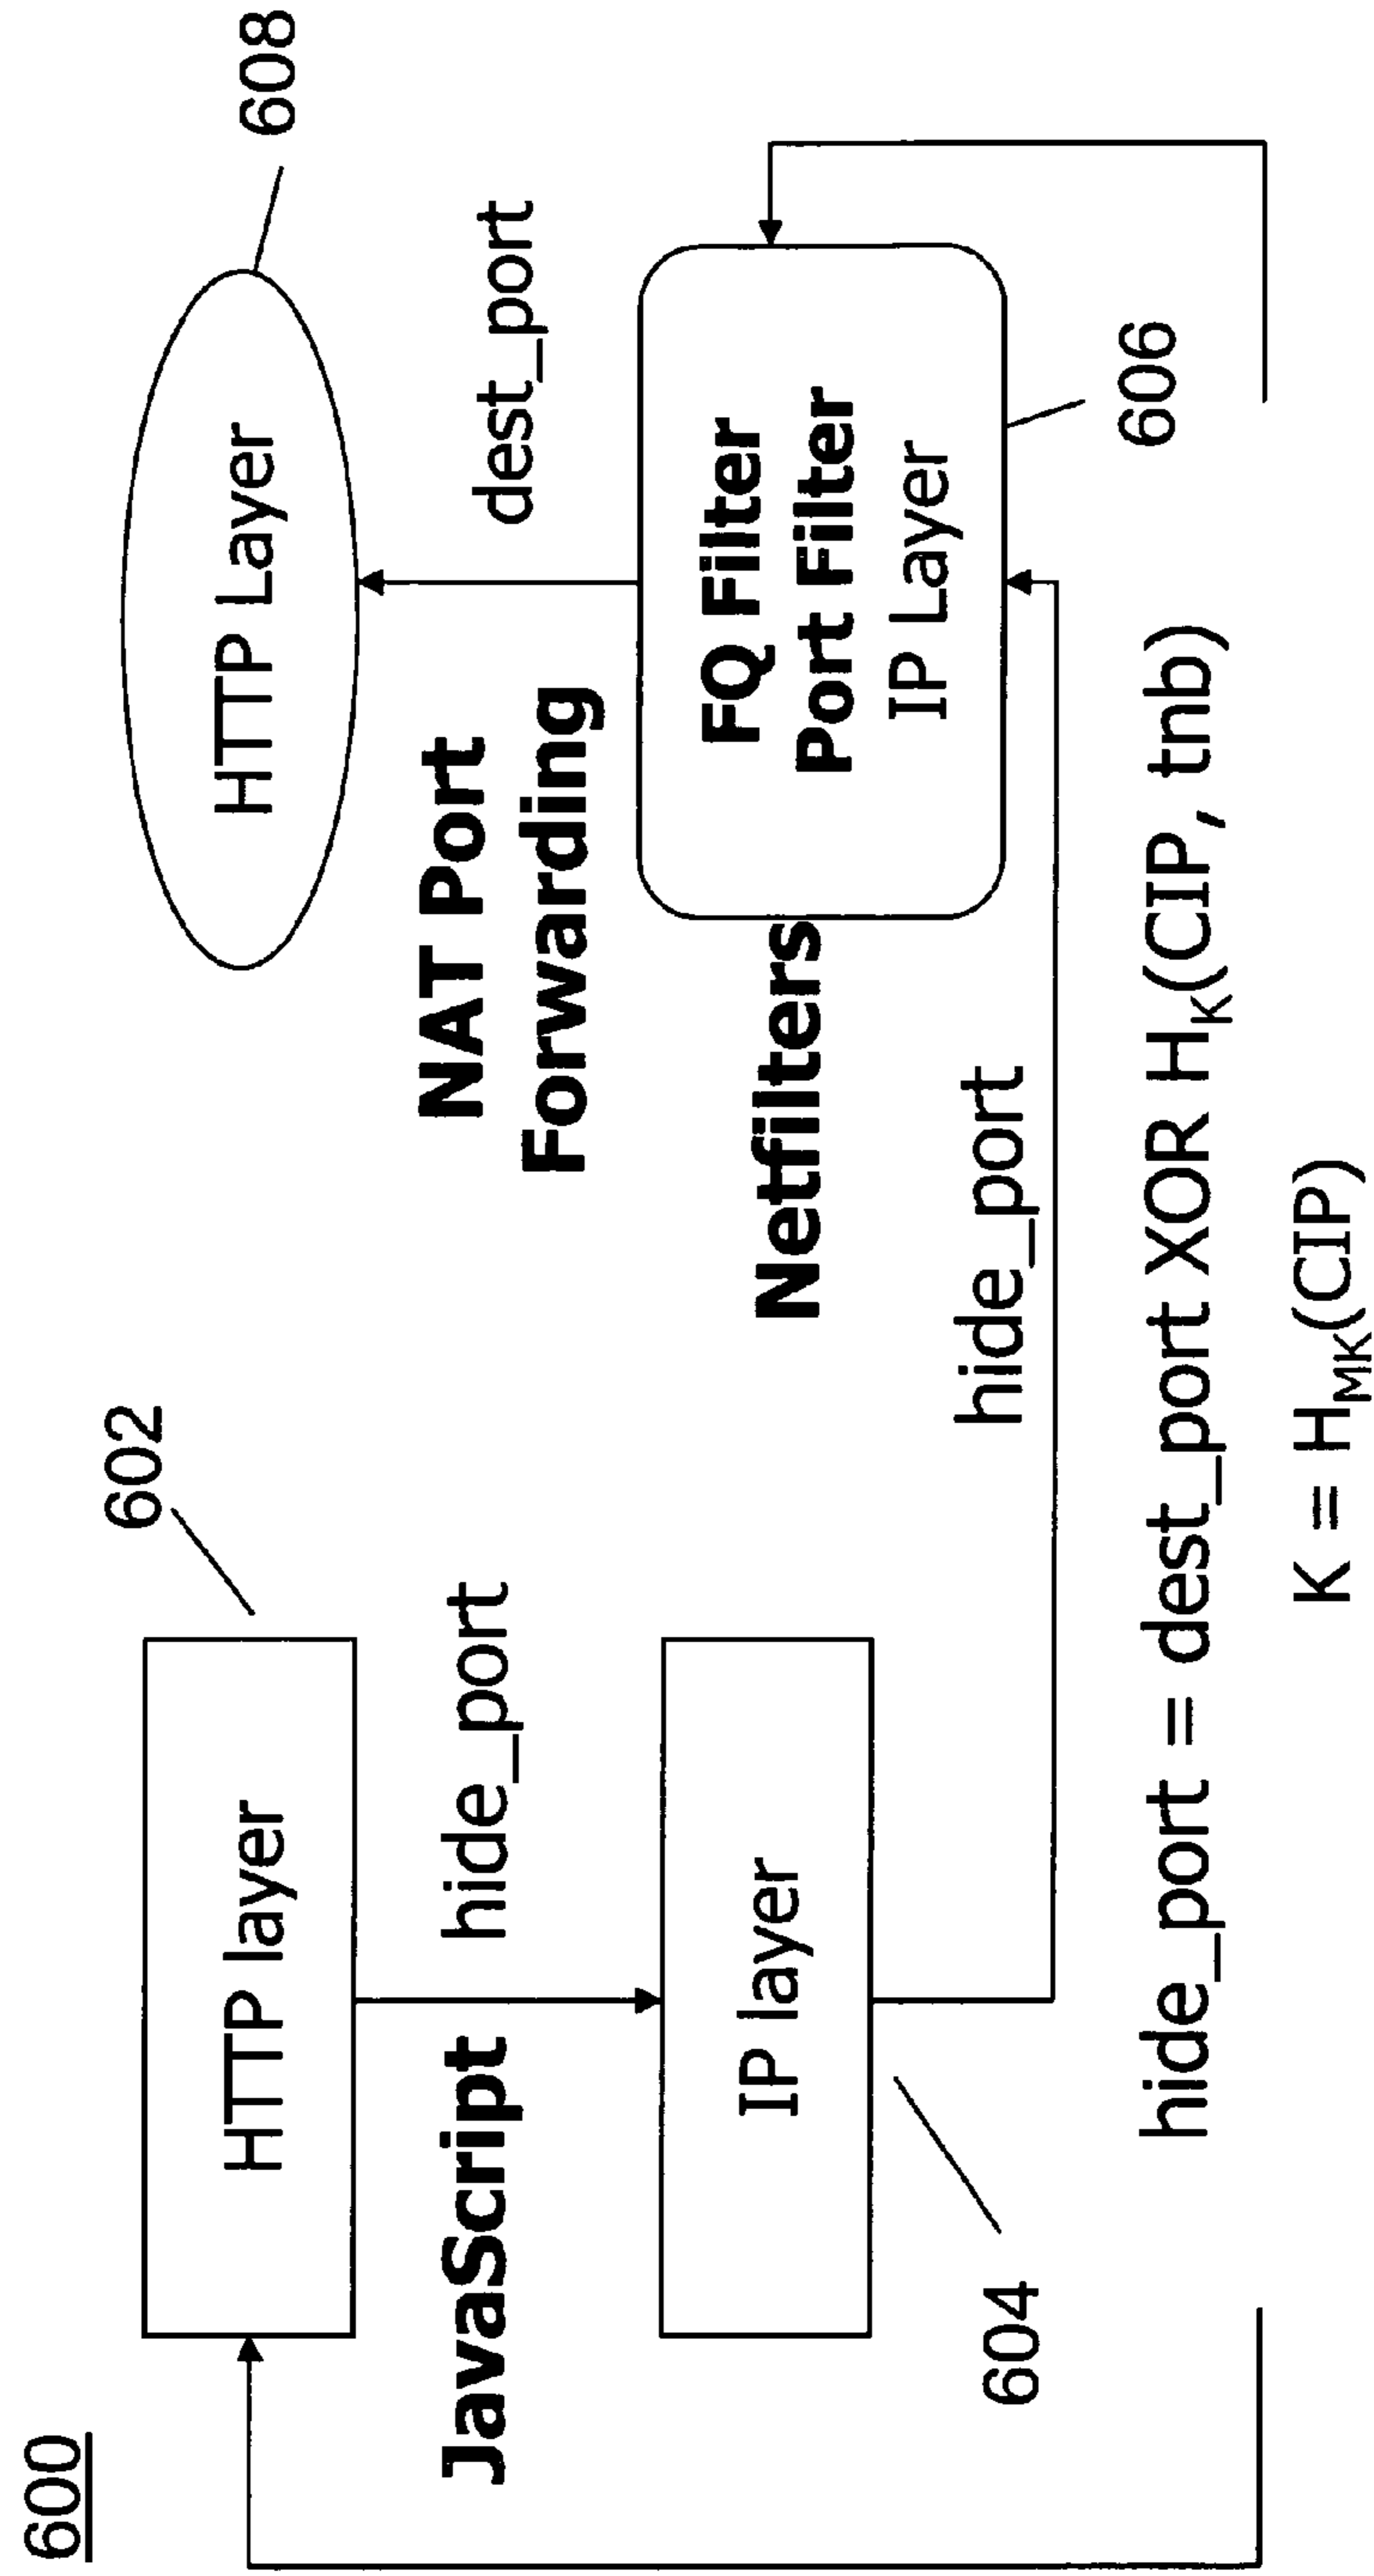 600
602
608
HTTP layer
HTTP Layer
JavaScript
hide_port
NAT Port
Forwarding
dest_port
IP layer
Netfilters
FQ Filter
Port Filter
IP Layer
604
hide_port
606
hide_port = dest_port XOR H_K(CIP, tnb)
K = H_MK(CIP)